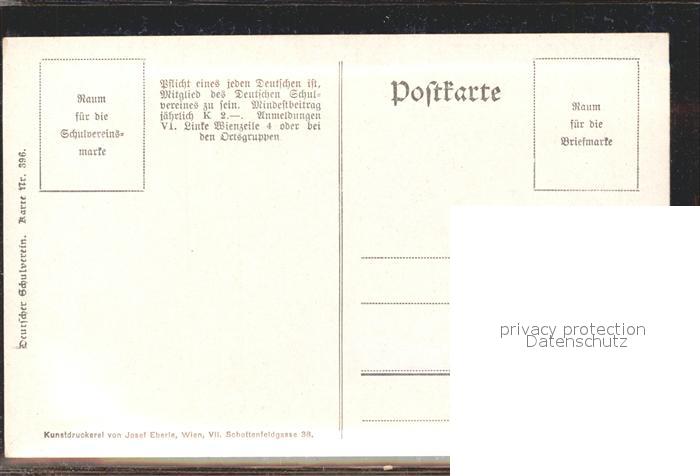 Raum
für die
Schulvereins=
marke
Pflicht eines jeden Deutschen ist,
Mitglied des Deutschen Schul-
vereines zu sein. Mindestbeitrag
jährlich K 2.—. Anmeldungen
VI. Linke Wienzeile 4 oder bei
den Ortsgruppen
Postkarte
Raum
für die
Briefmarke
Deutscher Schulverein. Karte Nr. 396.
privacy protection
Datenschutz
Kunstdruckerei von Josef Eberle, Wien, VII. Schottenfeldgasse 38.